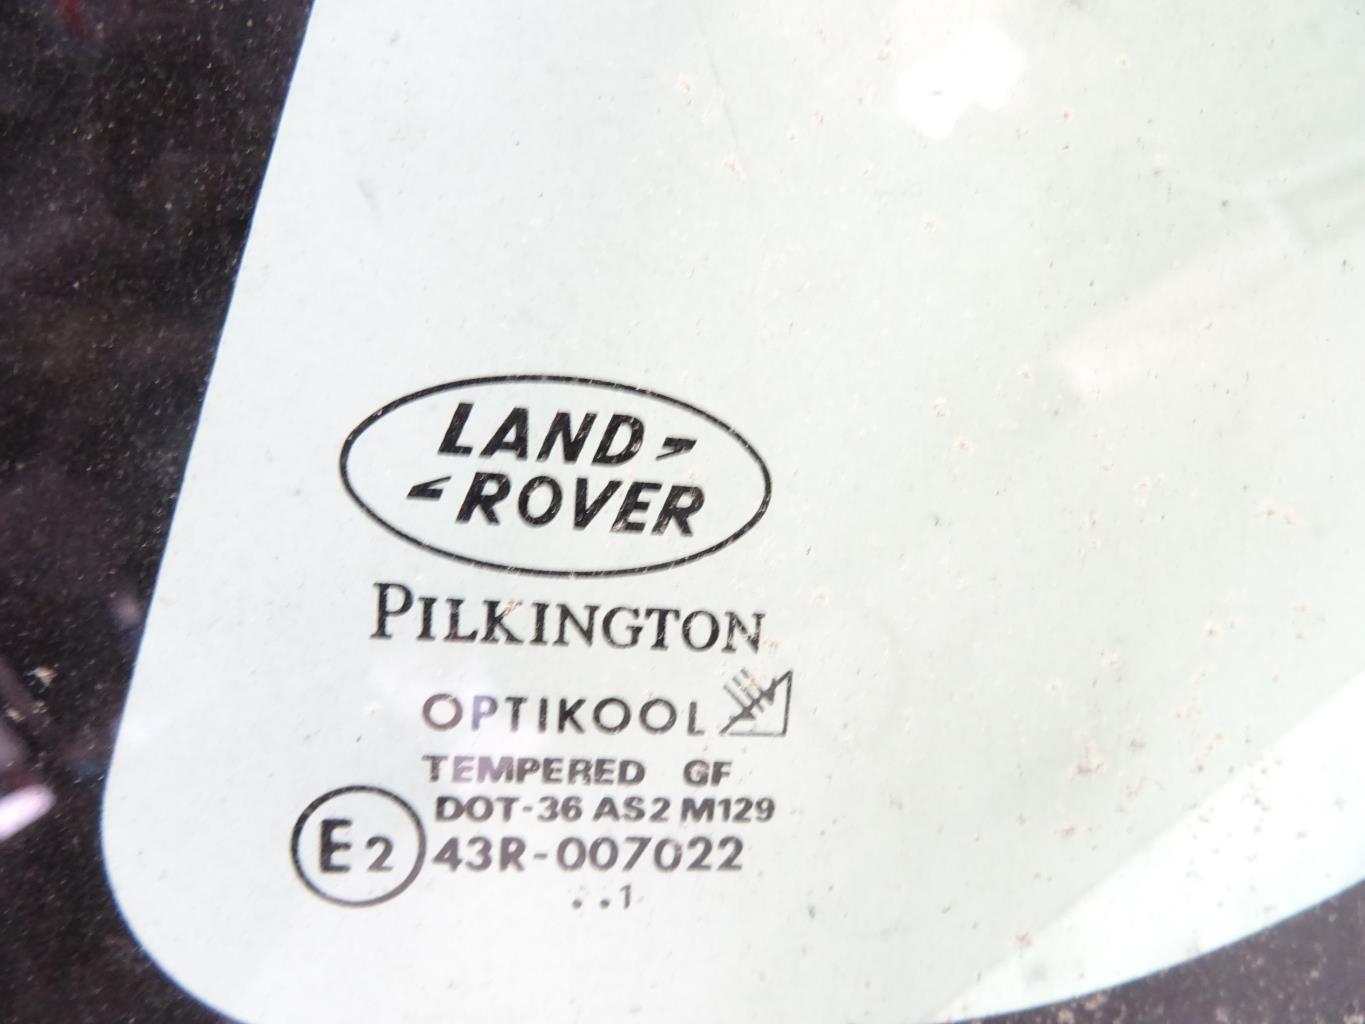 LAND
ROVER
PILKINGTON
OPTIKOOL
TEMPERED GF
DOT-36 AS2 M129
E2 43R-007022
..1